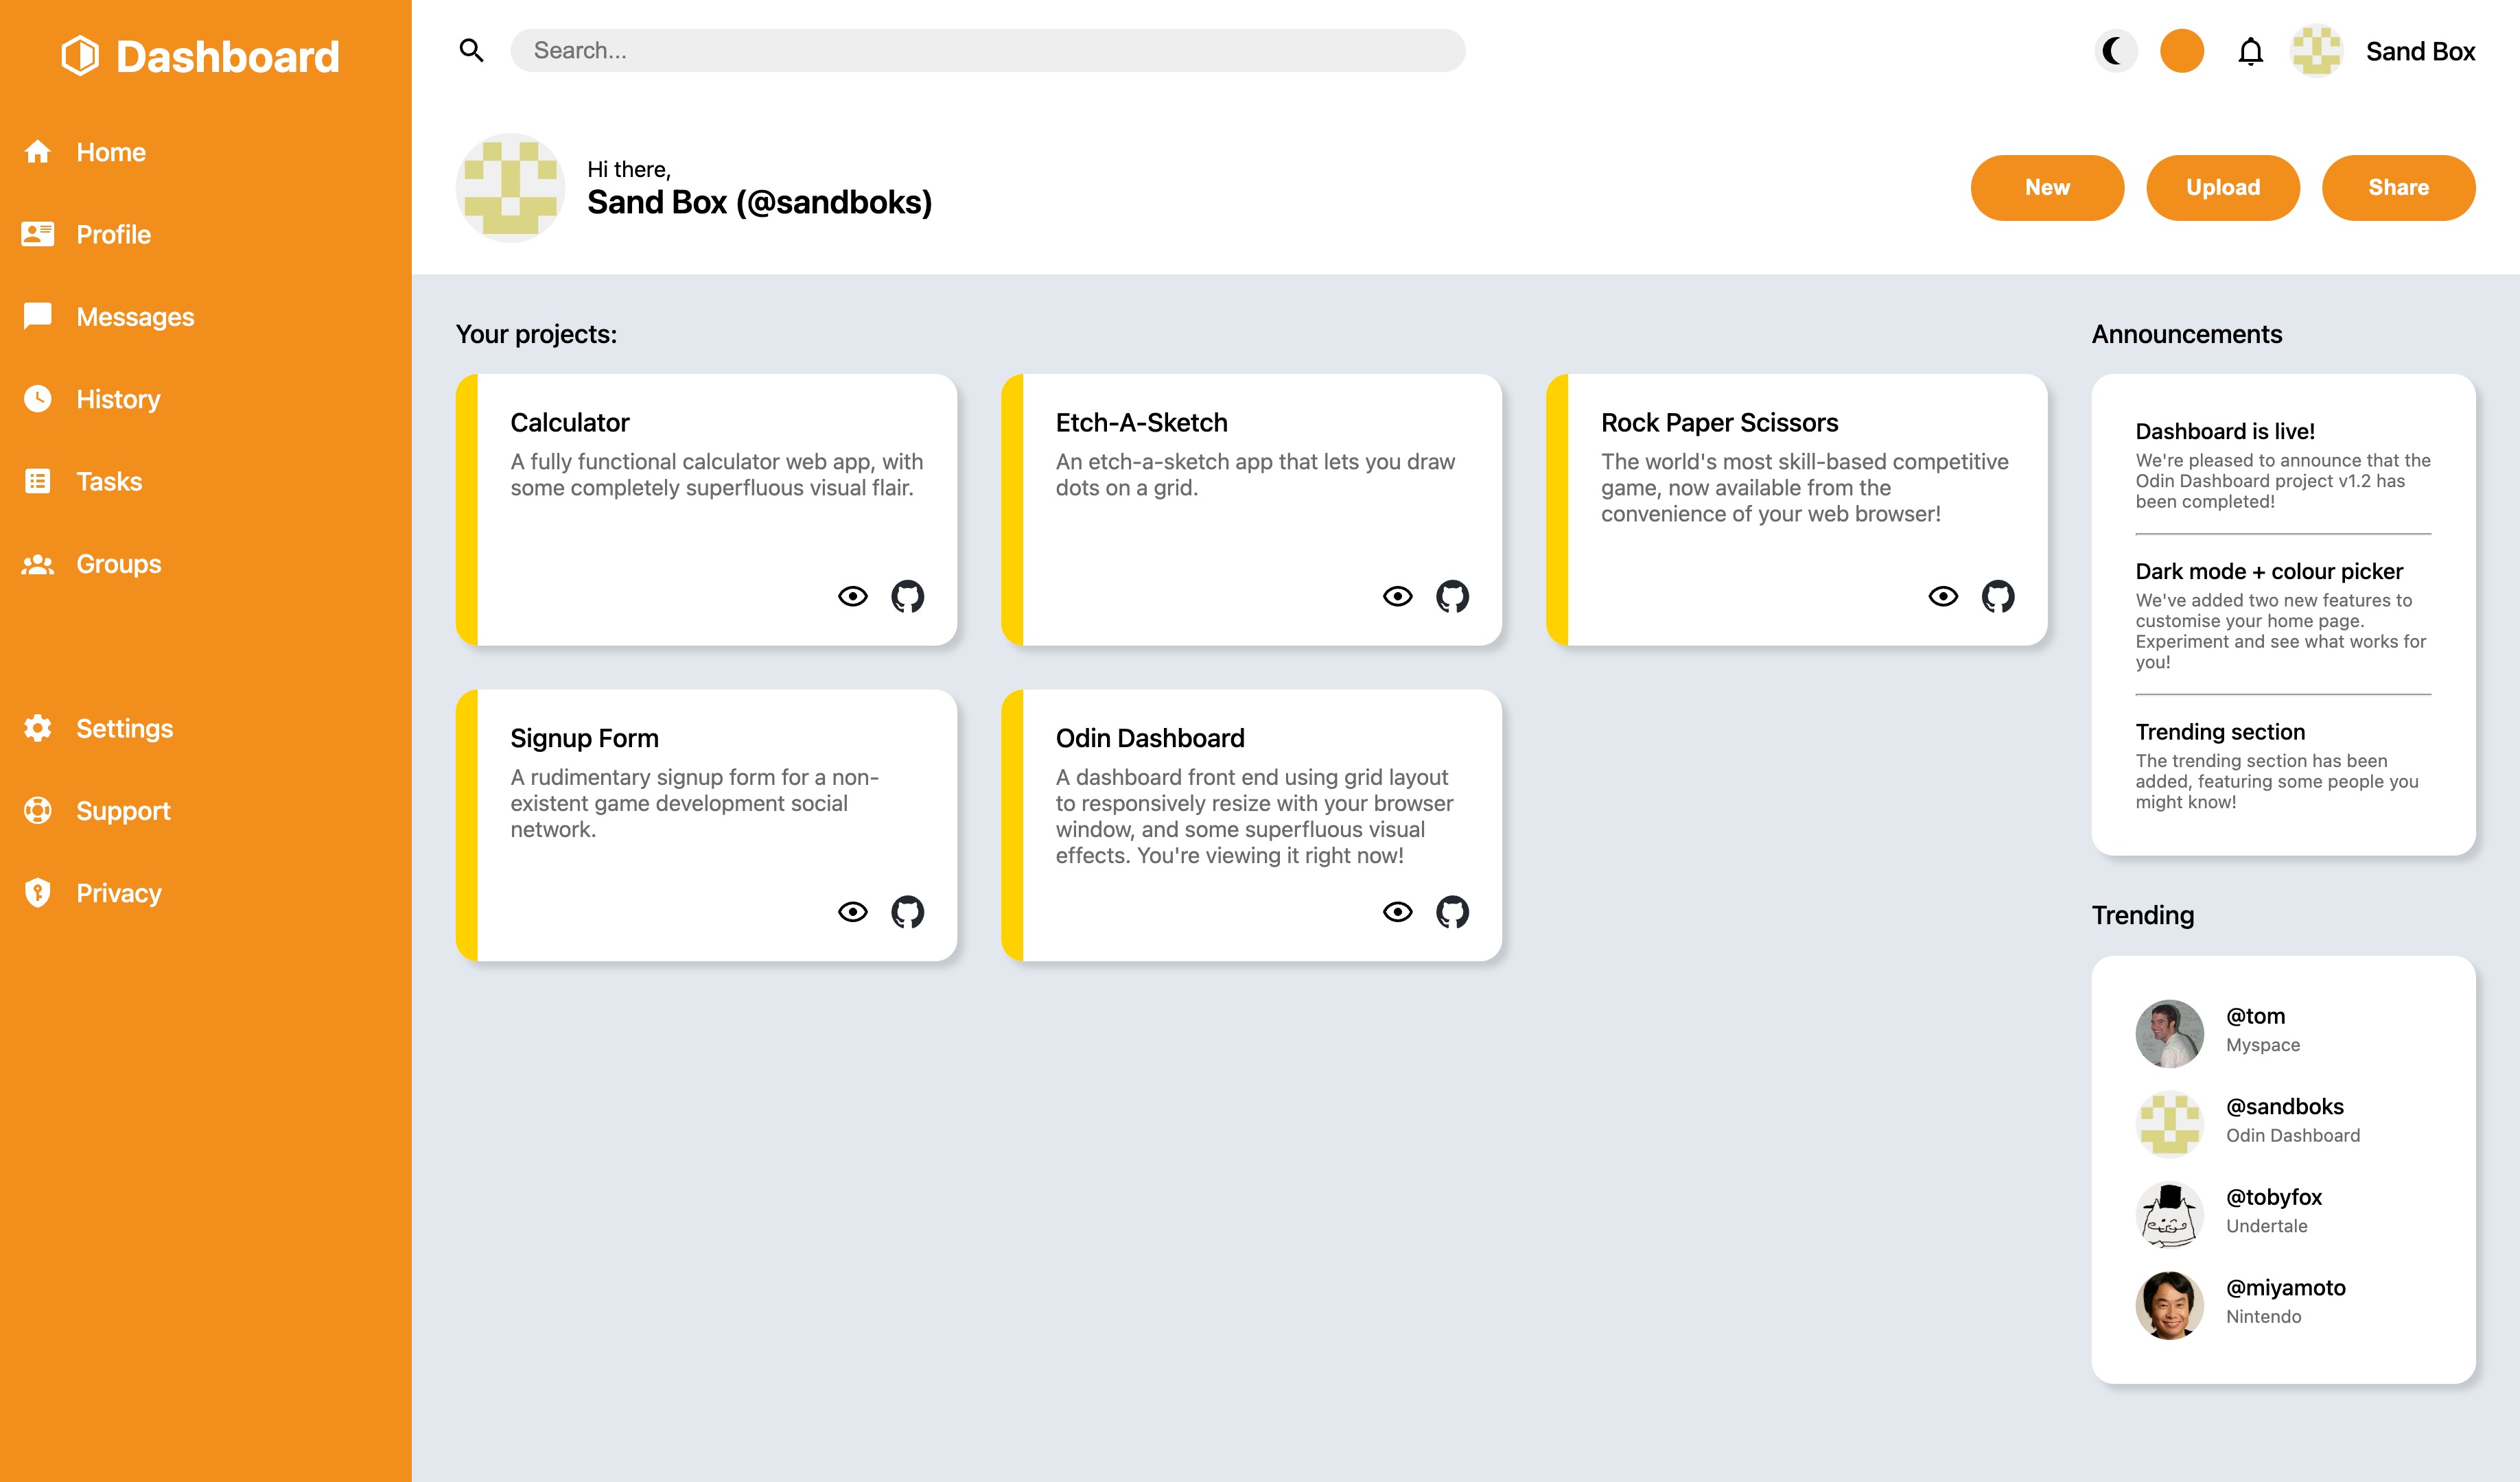 Dashboard
Home
Profile
Messages
History
Tasks
Groups
Settings
Support
Privacy
Search...
Sand Box
Hi there,
Sand Box (@sandboks)
New
Upload
Share
Your projects:
Calculator
A fully functional calculator web app, with
some completely superfluous visual flair.
Etch-A-Sketch
An etch-a-sketch app that lets you draw
dots on a grid.
Rock Paper Scissors
The world's most skill-based competitive
game, now available from the
convenience of your web browser!
Signup Form
A rudimentary signup form for a non-
existent game development social
network.
Odin Dashboard
A dashboard front end using grid layout
to responsively resize with your browser
window, and some superfluous visual
effects. You're viewing it right now!
Announcements
Dashboard is live!
We're pleased to announce that the
Odin Dashboard project v1.2 has
been completed!
Dark mode + colour picker
We've added two new features to
customise your home page.
Experiment and see what works for
you!
Trending section
The trending section has been
added, featuring some people you
might know!
Trending
@tom
Myspace
@sandboks
Odin Dashboard
@tobyfox
Undertale
@miyamoto
Nintendo